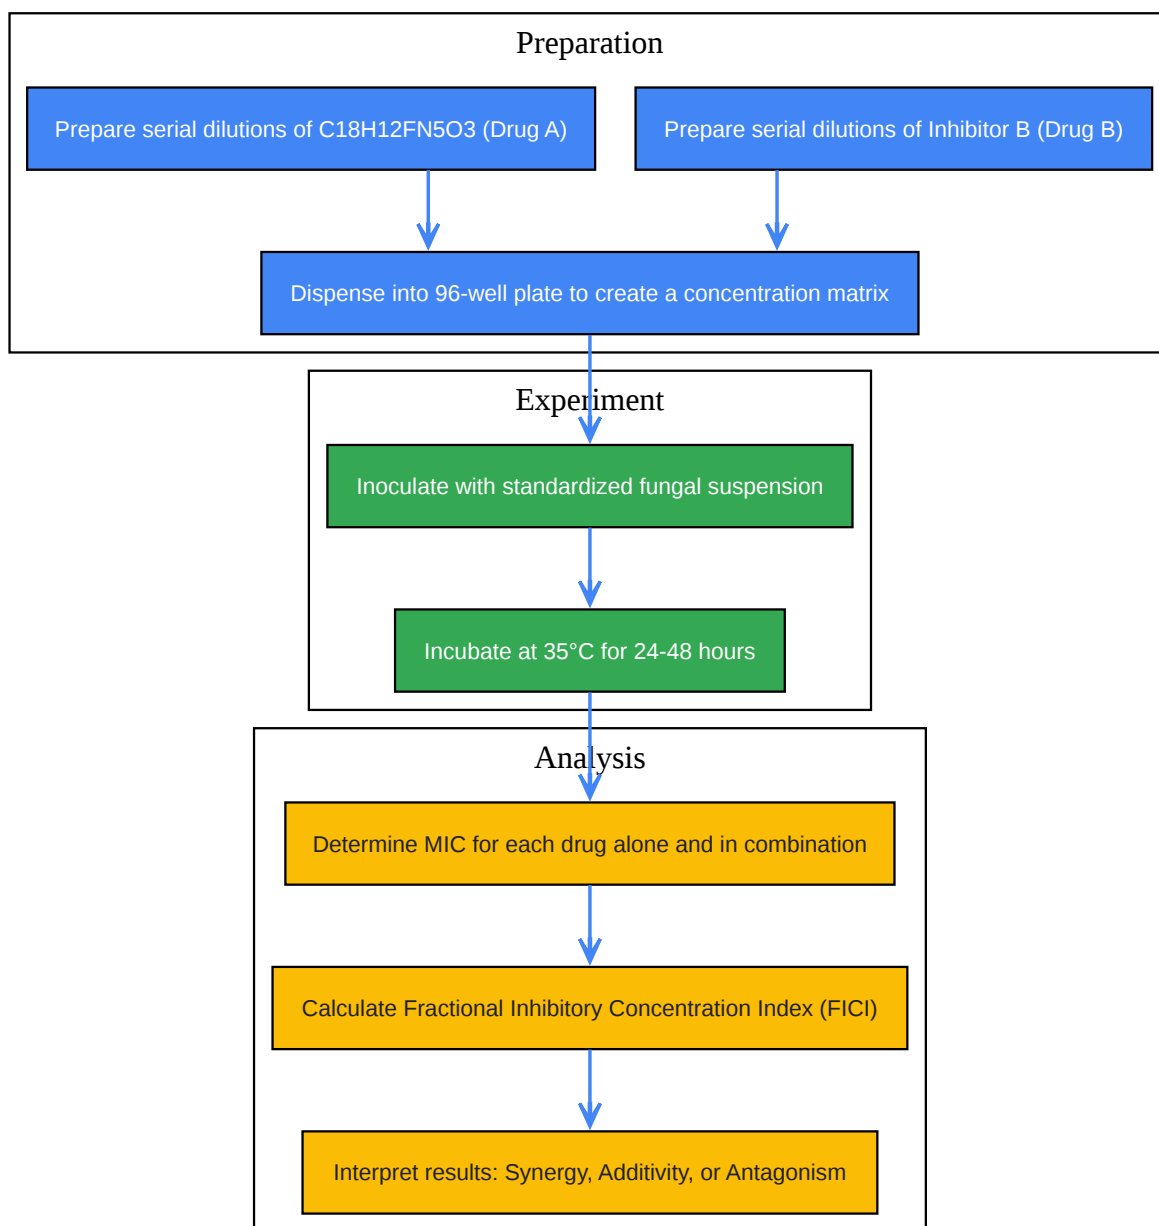 Preparation
Prepare serial dilutions of C18H12FN5O3 (Drug A)
Prepare serial dilutions of Inhibitor B (Drug B)
Dispense into 96-well plate to create a concentration matrix
Experiment
Inoculate with standardized fungal suspension
Incubate at 35°C for 24-48 hours
Analysis
Determine MIC for each drug alone and in combination
Calculate Fractional Inhibitory Concentration Index (FICI)
Interpret results: Synergy, Additivity, or Antagonism